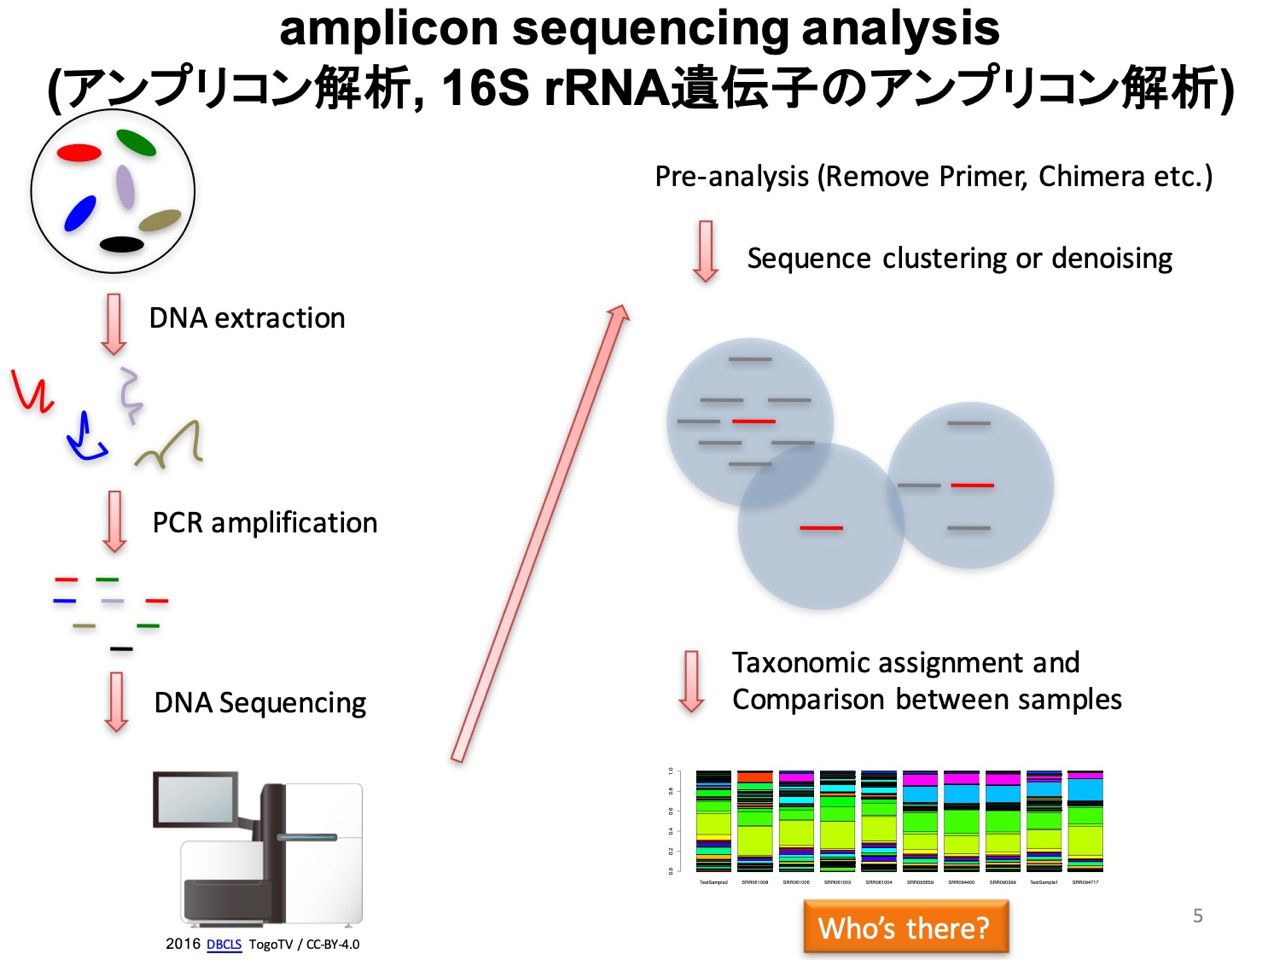 amplicon sequencing analysis
(アンプリコン解析, 16S rRNA遺伝子のアンプリコン解析)
DNA extraction
PCR amplification
DNA Sequencing
2016 DBCLS TogoTV / CC-BY-4.0
Pre-analysis (Remove Primer, Chimera etc.)
Sequence clustering or denoising
Taxonomic assignment and
Comparison between samples
1.0
0.8
0.6
0.4
0.2
0.0
TestSample2 SRR061008 SRR061006 SRR061003 SRR061004 SRR095659 SRR094400 SRR090399 TestSample1 SRR094717
Who's there?
5